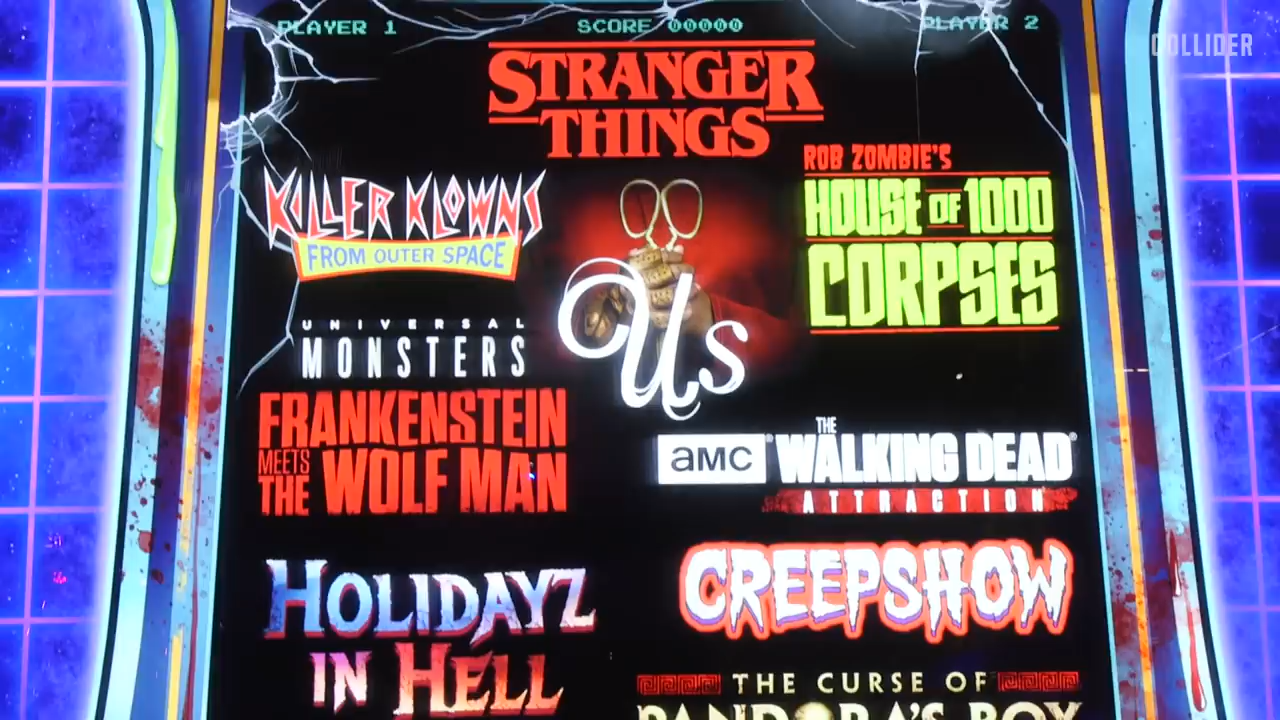 PLAYER 1 SCORE 00000 PLAYER 2
COLLIDER
STRANGER
THINGS
KILLER KLOWNS
FROM OUTER SPACE
ROB ZOMBIE'S
HOUSE OF 1000
CORPSES
Us
UNIVERSAL
MONSTERS
FRANKENSTEIN
MEETS
THE WOLF MAN
AMC THE
WALKING DEAD
ATTRACTION
HOLIDAYZ
IN HELL
CREEPSHOW
THE CURSE OF
PANDORA'S BOX